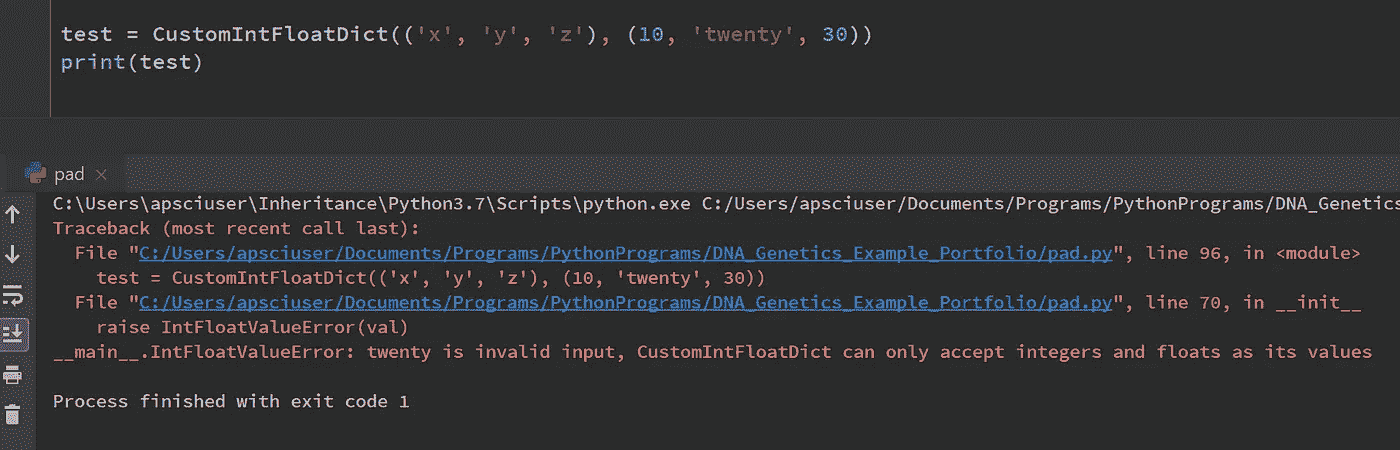 test = CustomIntFloatDict(('x', 'y', 'z'), (10, 'twenty', 30))
print(test)
pad
C:\Users\apsciuser\Inheritance\Python3.7\Scripts\python.exe C:/Users/apsciuser/Documents/Programs/PythonPrograms/DNA_Genetics
Traceback (most recent call last):
  File "C:/Users/apsciuser/Documents/Programs/PythonPrograms/DNA_Genetics_Example_Portfolio/pad.py", line 96, in <module>
    test = CustomIntFloatDict(('x', 'y', 'z'), (10, 'twenty', 30))
  File "C:/Users/apsciuser/Documents/Programs/PythonPrograms/DNA_Genetics_Example_Portfolio/pad.py", line 70, in __init__
    raise IntFloatValueError(val)
__main__.IntFloatValueError: twenty is invalid input, CustomIntFloatDict can only accept integers and floats as its values
Process finished with exit code 1